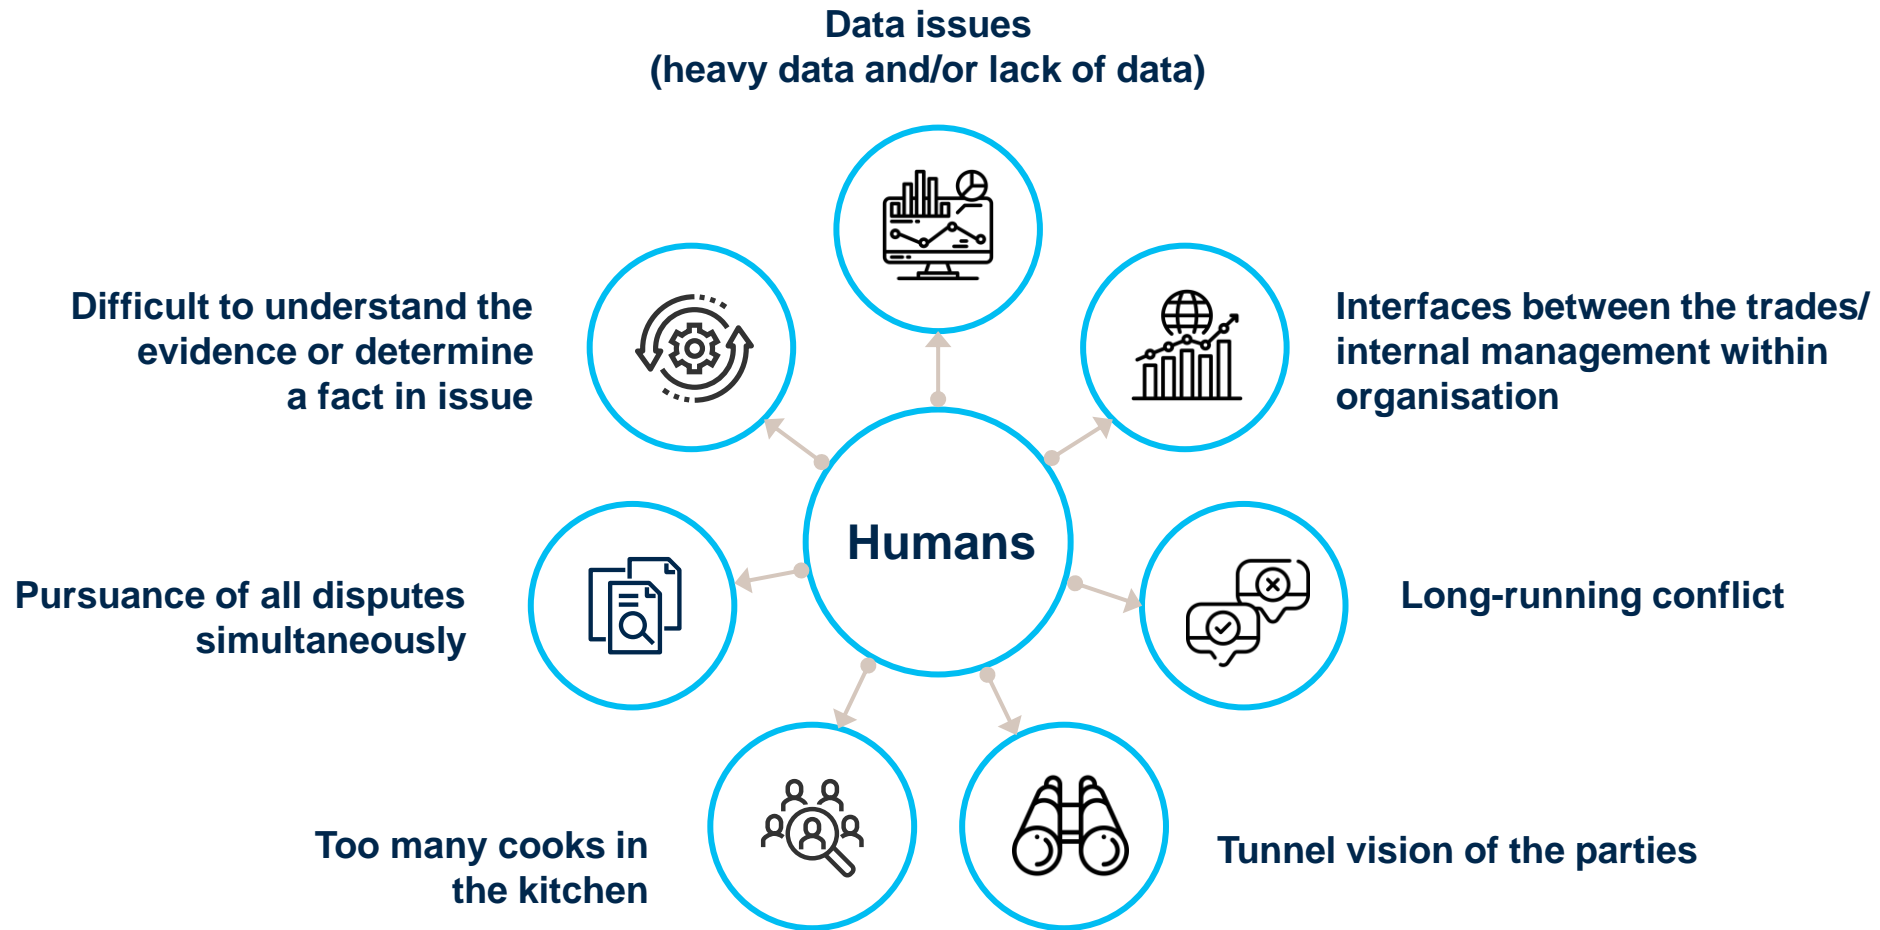 Data issues
(heavy data and/or lack of data)
Difficult to understand the
evidence or determine
a fact in issue
Interfaces between the trades/
internal management within
organisation
Humans
Pursuance of all disputes
simultaneously
Long-running conflict
Too many cooks in
the kitchen
Tunnel vision of the parties